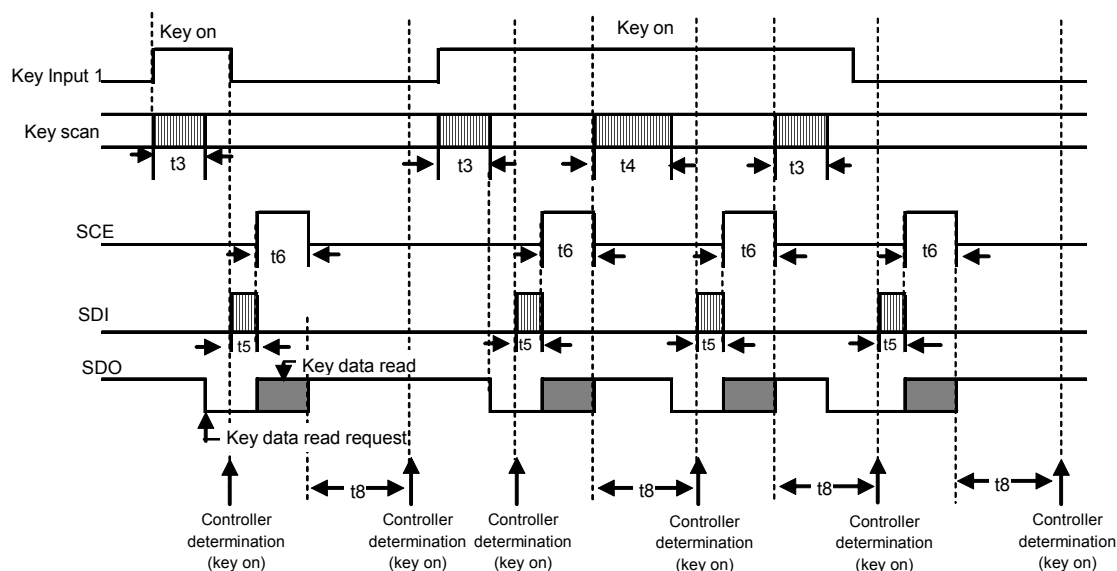 Key on
Key on
Key Input 1
Key scan
t3
t3
t4
t3
SCE
t6
t6
t6
t6
SDI
t5
t5
t5
t5
SDO
Key data read
Key data read request
t8
t8
t8
t8
Controller
determination
(key on)
Controller
determination
(key on)
Controller
determination
(key on)
Controller
determination
(key on)
Controller
determination
(key on)
Controller
determination
(key on)